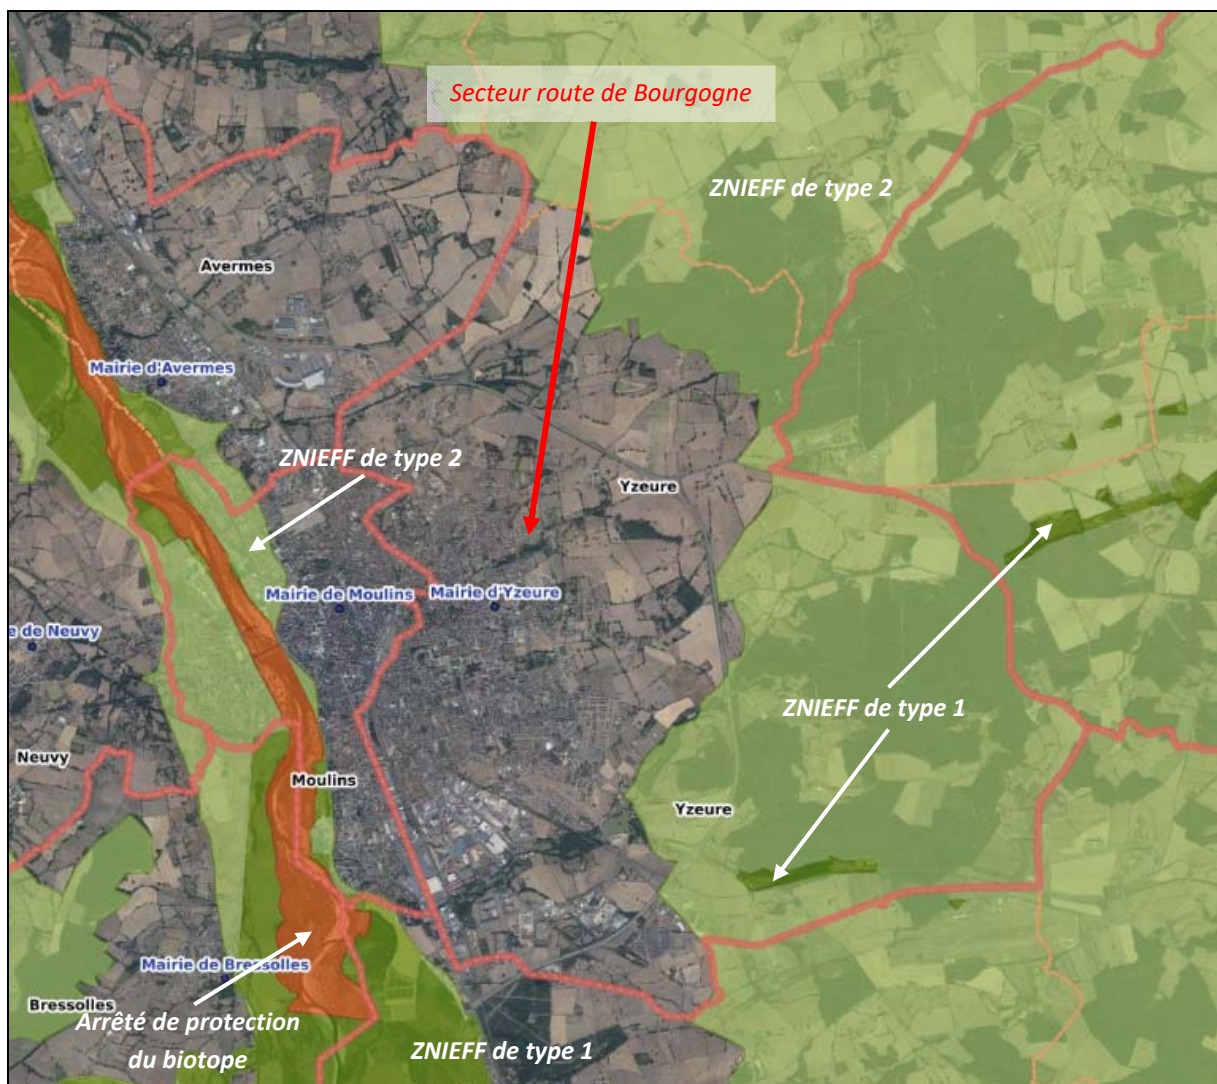 Secteur route de Bourgogne
ZNIEFF de type 2
Avermes
Mairie d'Avermes
ZNIEFF de type 2
Yzeure
Mairie de Moulins
Mairie d'Yzeure
e de Neuvy
ZNIEFF de type 1
Neuvy
Moulins
Yzeure
Mairie de Bressolles
Bressolles
Arrêté de protection
du biotope
ZNIEFF de type 1